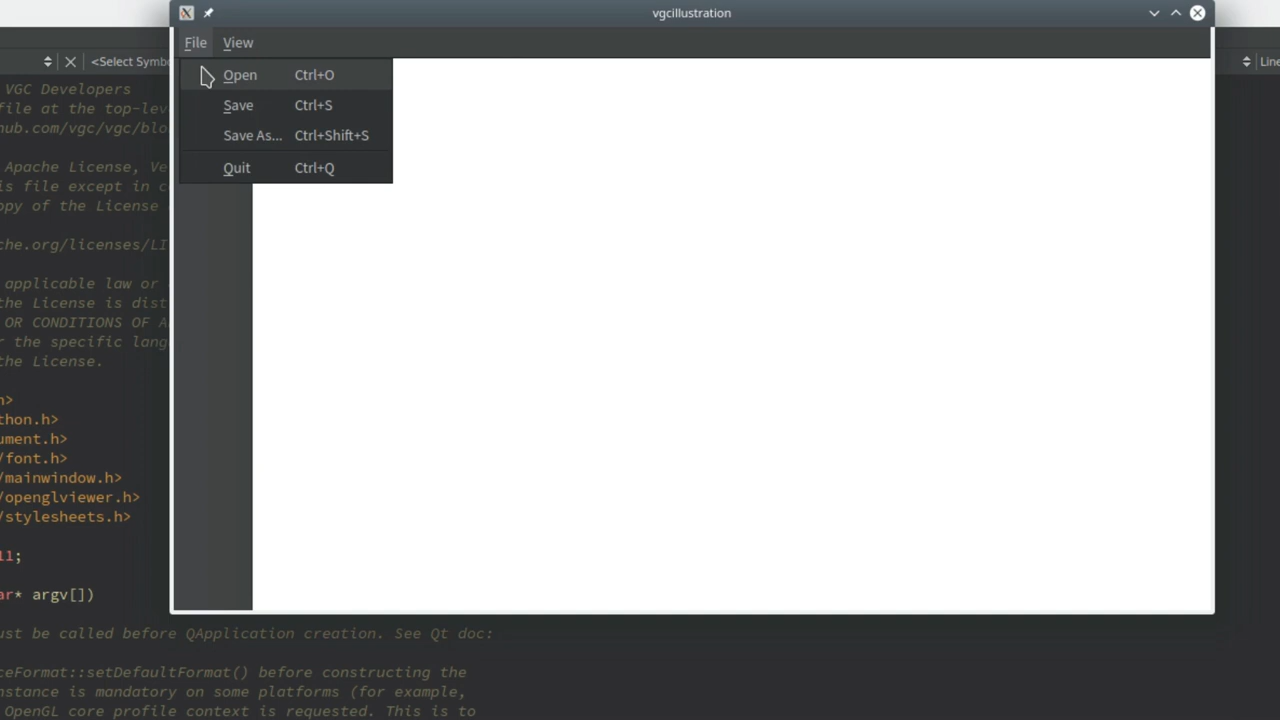 vgcillustration
File View
<Select Symbo
Line
Open Ctrl+O
Save Ctrl+S
Save As... Ctrl+Shift+S
Quit Ctrl+Q
VGC Developers
file at the top-lev
hub.com/vgc/vgc/blo
Apache License, Ve
is file except in c
opy of the License
che.org/licenses/LI
applicable law or
the License is dist
OR CONDITIONS OF A
r the specific lang
the License.
h>
thon.h>
ument.h>
/font.h>
/mainwindow.h>
/openglviewer.h>
/stylesheets.h>
ll;
ar* argv[])
ust be called before QApplication creation. See Qt doc:
ceFormat::setDefaultFormat() before constructing the
nstance is mandatory on some platforms (for example,
OpenGL core profile context is requested. This is to